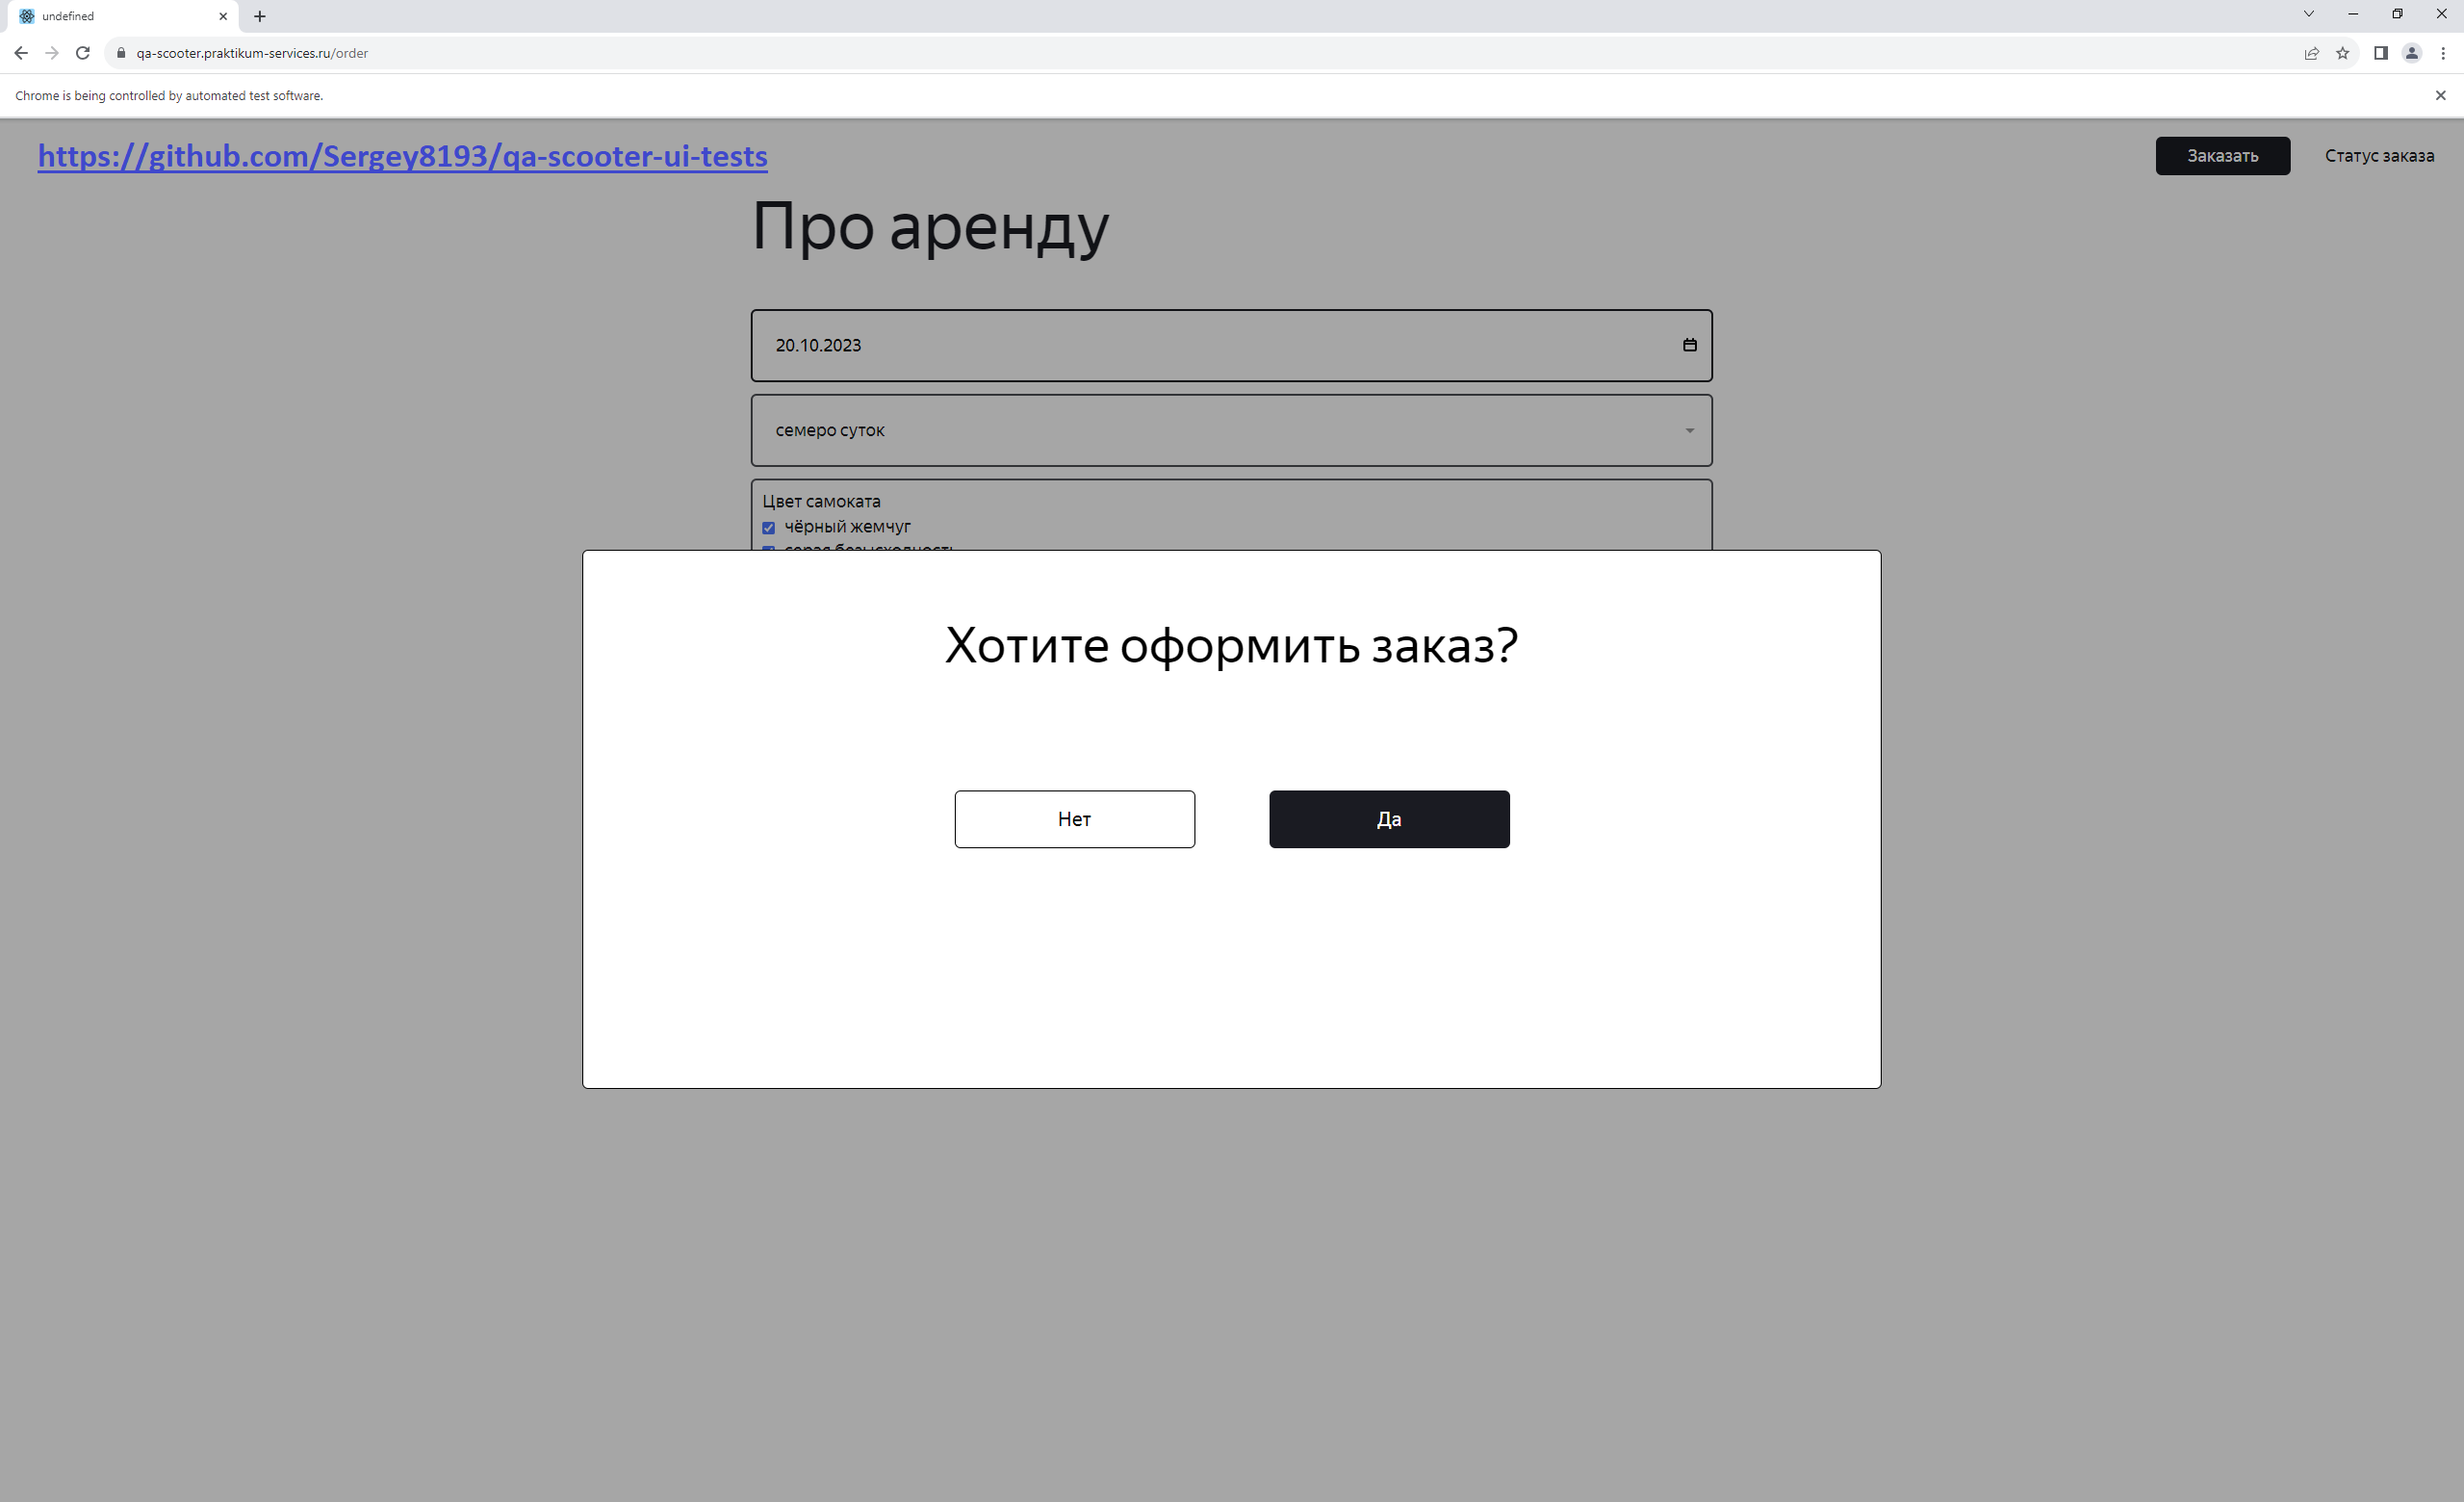 undefined
qa-scooter.praktikum-services.ru/order
Chrome is being controlled by automated test software.
https://github.com/Sergey8193/qa-scooter-ui-tests
Заказать
Статус заказа
Про аренду
20.10.2023
семеро суток
Цвет самоката
чёрный жемчуг
серая безысходность
Хотите оформить заказ?
Нет
Да